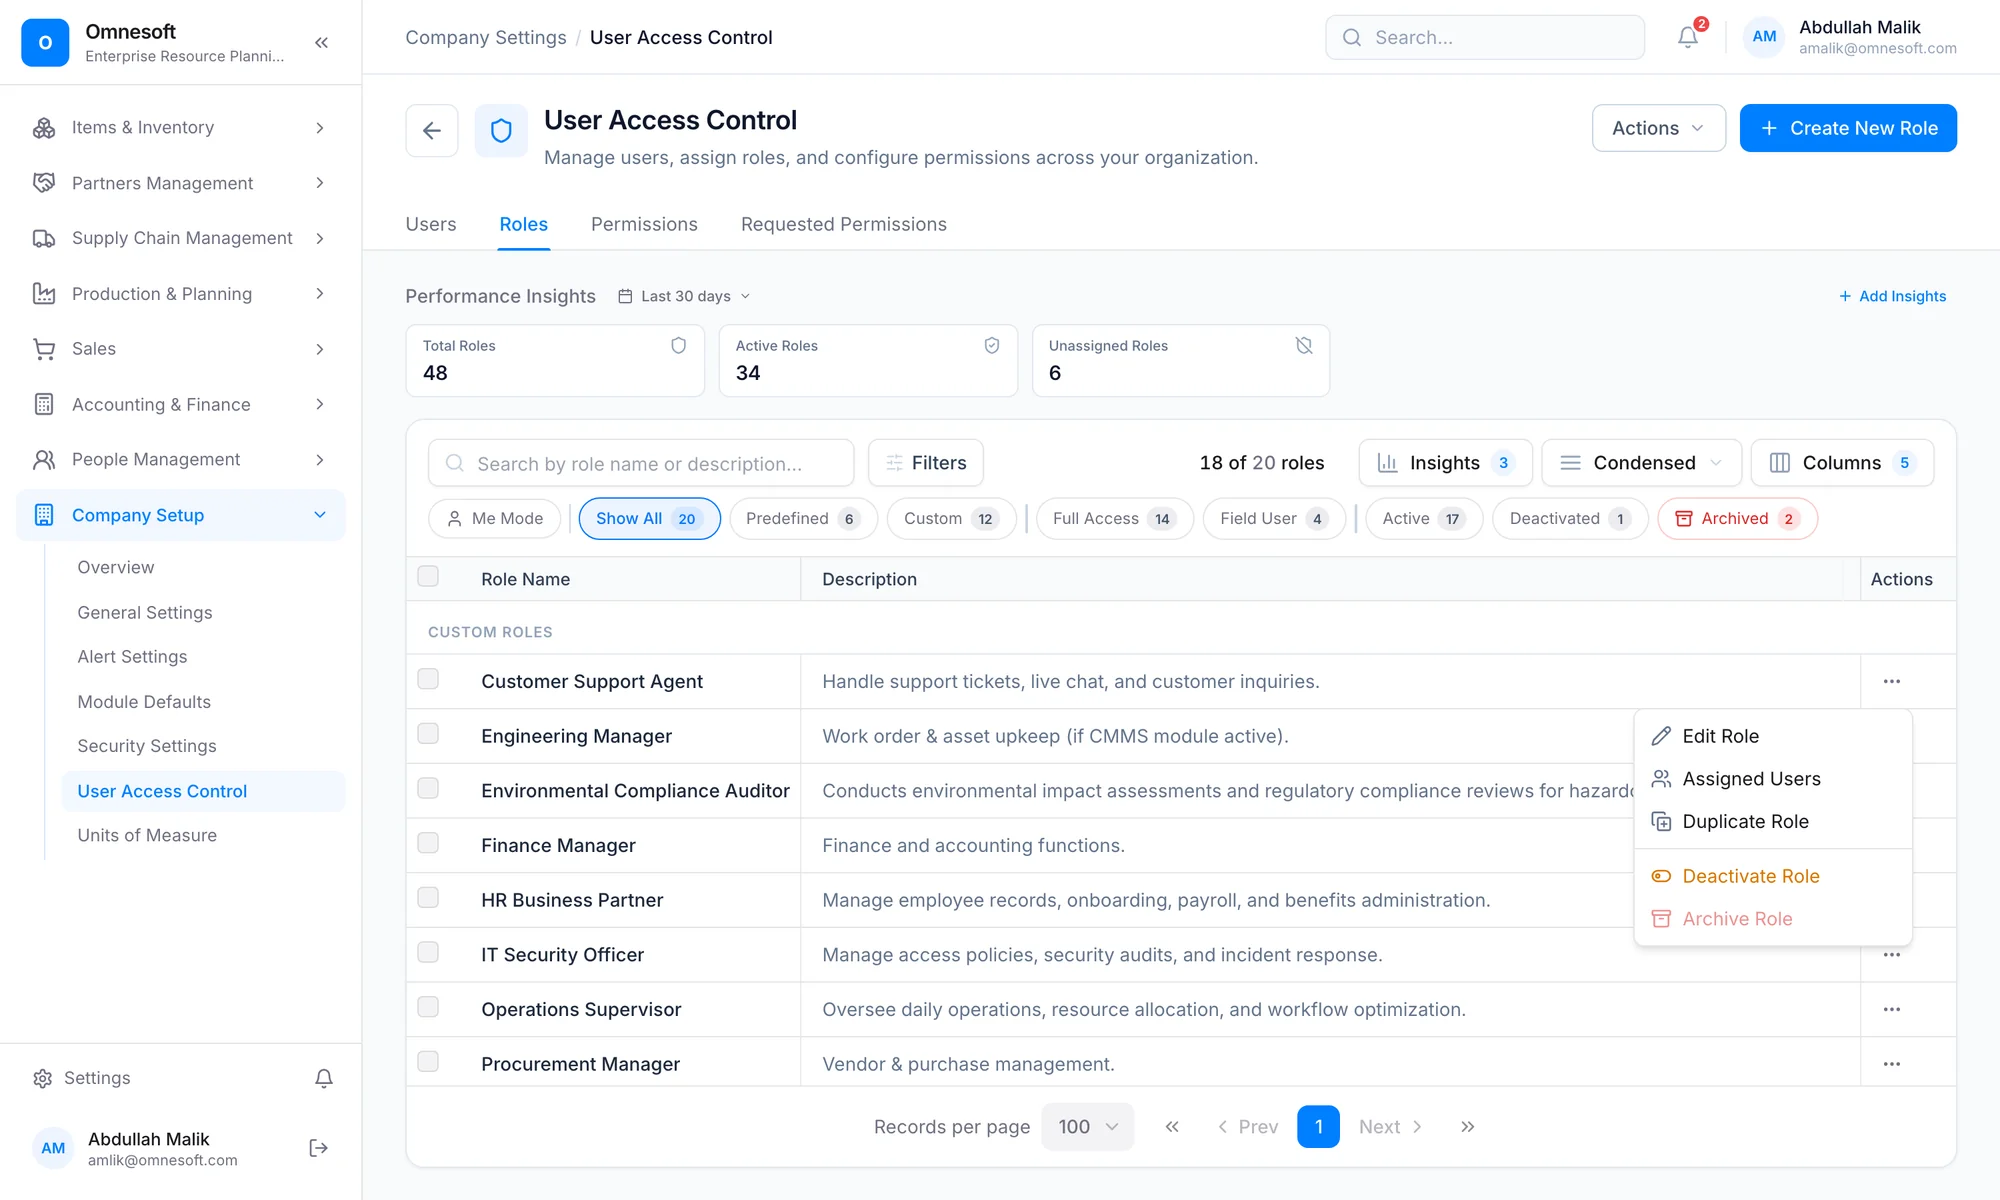 O
Omnesoft
Enterprise Resource Planni...
Items & Inventory
Partners Management
Supply Chain Management
Production & Planning
Sales
Accounting & Finance
People Management
Company Setup
Overview
General Settings
Alert Settings
Module Defaults
Security Settings
User Access Control
Units of Measure
Settings
AM
Abdullah Malik
amlik@omnesoft.com
Company Settings / User Access Control
Search...
2
AM
Abdullah Malik
amalik@omnesoft.com
User Access Control
Manage users, assign roles, and configure permissions across your organization.
Actions
Create New Role
Users Roles Permissions Requested Permissions
Performance Insights Last 30 days
+ Add Insights
Total Roles
48
Active Roles
34
Unassigned Roles
6
Search by role name or description...
Filters
18 of 20 roles
Insights 3
Condensed
Columns 5
Me Mode
Show All 20
Predefined 6
Custom 12
Full Access 14
Field User 4
Active 17
Deactivated 1
Archived 2
Role Name Description Actions
CUSTOM ROLES
Customer Support Agent Handle support tickets, live chat, and customer inquiries.
Engineering Manager Work order & asset upkeep (if CMMS module active).
Environmental Compliance Auditor Conducts environmental impact assessments and regulatory compliance reviews for
Finance Manager Finance and accounting functions.
HR Business Partner Manage employee records, onboarding, payroll, and benefits administration.
IT Security Officer Manage access policies, security audits, and incident response.
Operations Supervisor Oversee daily operations, resource allocation, and workflow optimization.
Procurement Manager Vendor & purchase management.
Edit Role
Assigned Users
Duplicate Role
Deactivate Role
Archive Role
Records per page 100 Prev 1 Next